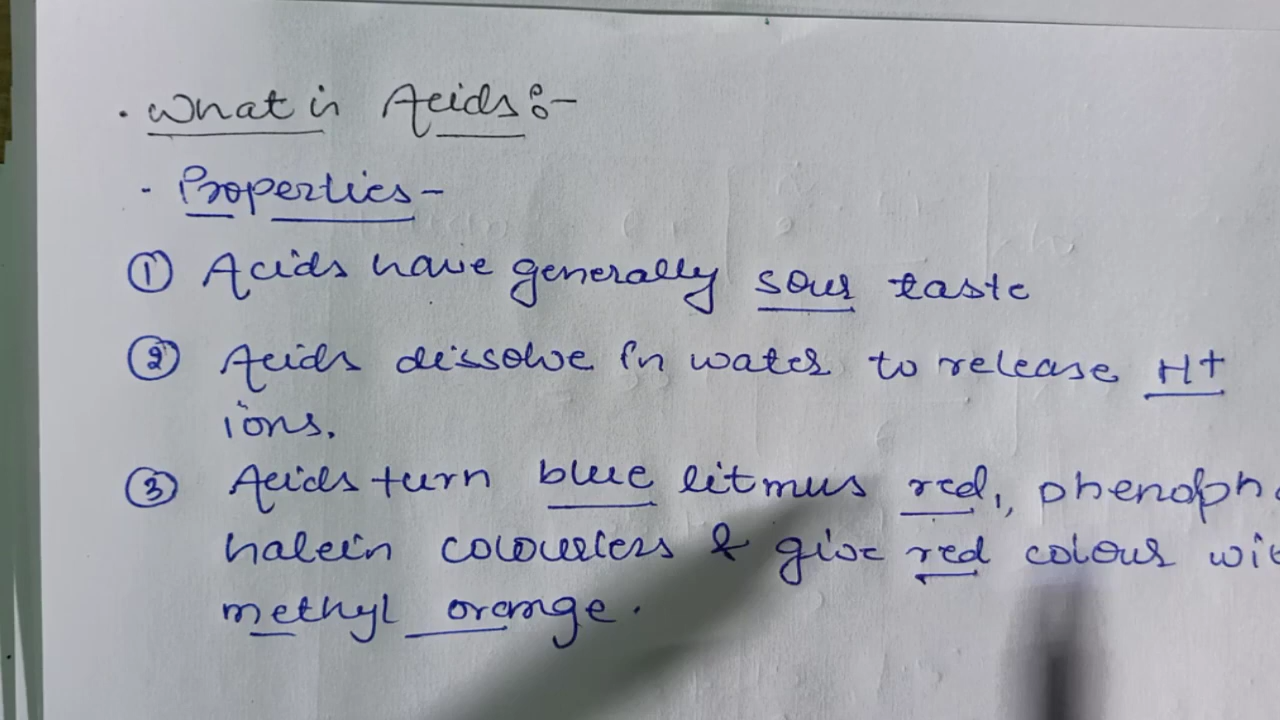 · What is Acids :-
- Properties -
① Acids have generally sour taste
② Acids dissolve in water to release H+
ions.
③ Acids turn blue litmus red, phenolph
halein colourless & give red colour wit
methyl orange.